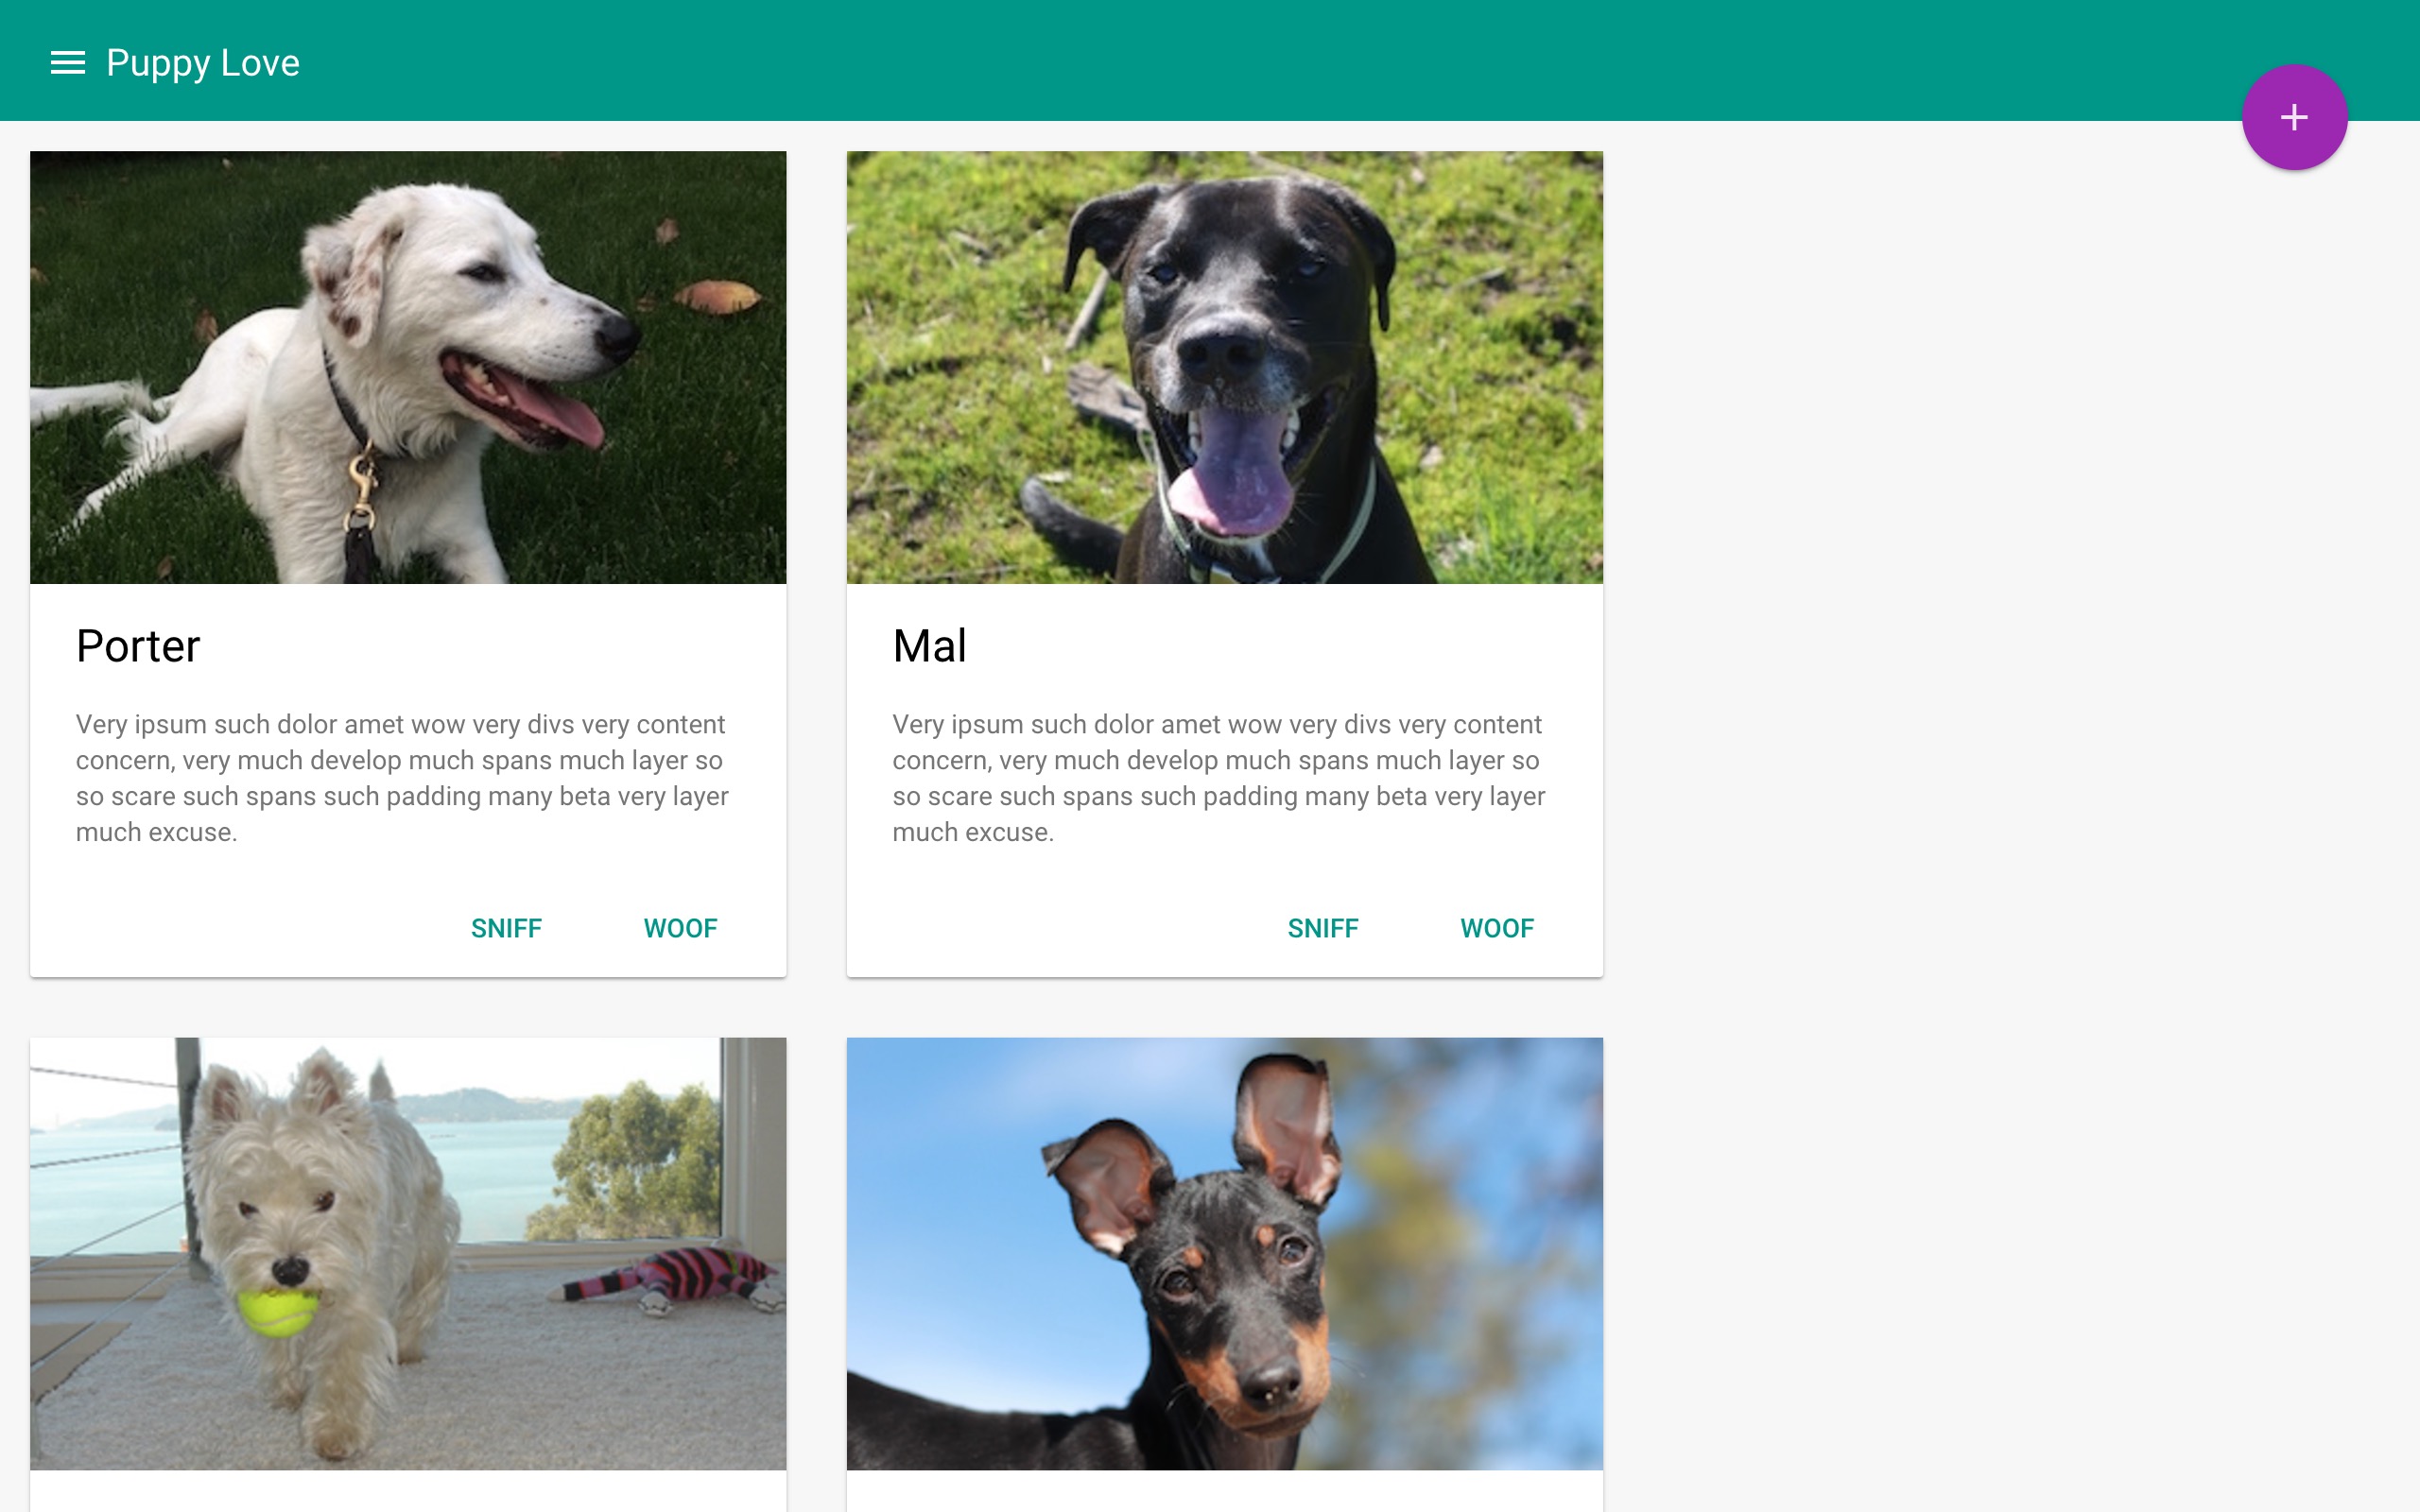 Puppy Love
+
Porter
Very ipsum such dolor amet wow very divs very content
concern, very much develop much spans much layer so
so scare such spans such padding many beta very layer
much excuse.
SNIFF WOOF
Mal
Very ipsum such dolor amet wow very divs very content
concern, very much develop much spans much layer so
so scare such spans such padding many beta very layer
much excuse.
SNIFF WOOF